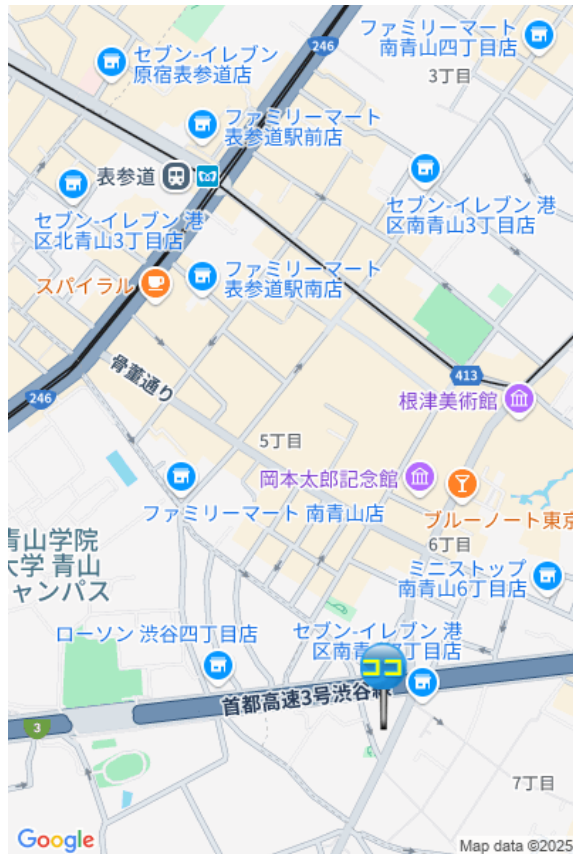 246
ファミリーマート
南青山四丁目店
セブン-イレブン
原宿表参道店
3丁目
ファミリーマート
表参道駅前店
表参道
セブン-イレブン 港
区北青山3丁目店
セブン-イレブン 港
区南青山3丁目店
ファミリーマート
表参道駅南店
スパイラル
骨董通り
413
根津美術館
246
5丁目
岡本太郎記念館
ファミリーマート 南青山店
ブルーノート東京
6丁目
青山学院
大学 青山
キャンパス
ミニストップ
南青山6丁目店
ローソン 渋谷四丁目店
セブン-イレブン 港
区南青
丁目店
ココ
首都高速3号渋谷線
3
7丁目
Google
Map data ©2025